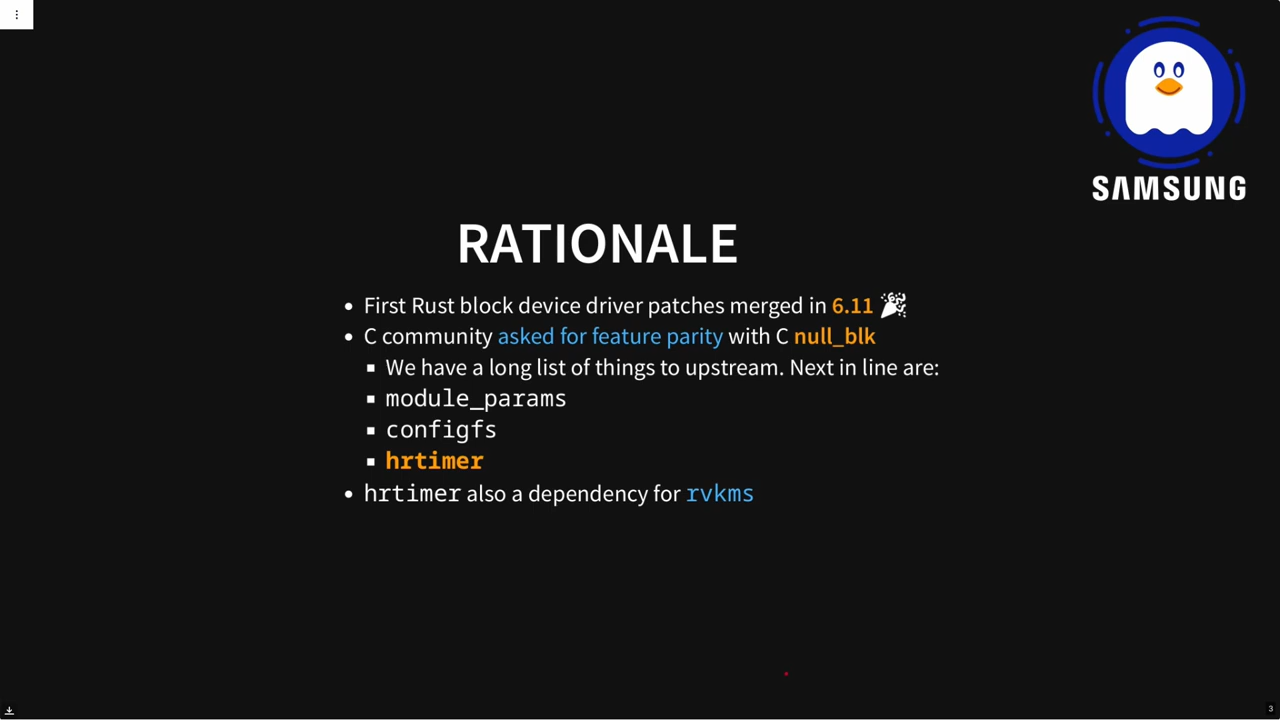 SAMSUNG
RATIONALE
First Rust block device driver patches merged in 6.11 🎉
C community asked for feature parity with C null_blk
We have a long list of things to upstream. Next in line are:
module_params
configfs
hrtimer
hrtimer also a dependency for rvkms
3